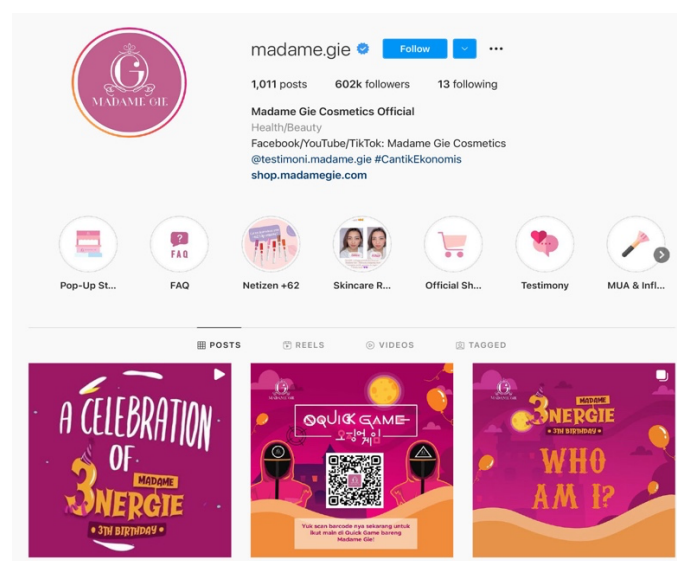 MADAME GIE
madame.gie
Follow
1,011 posts 602k followers 13 following
Madame Gie Cosmetics Official
Health/Beauty
Facebook/YouTube/TikTok: Madame Gie Cosmetics
@testimoni.madame.gie #CantikEkonomis
shop.madamegie.com
?
FAQ
Pop-Up St...
FAQ
Netizen +62
Skincare R...
Official Sh...
Testimony
MUA & Infl...
POSTS
REELS
VIDEOS
TAGGED
A CELEBRATION
OF
MADAME
3NERGIE
• 3TH BIRTHDAY •
MADAME GIE
QUICK GAME
Yuk scan barcode nya sekarang untuk
ikut main di Quick Game bareng
Madame Gie!
MADAME GIE
MADAME
3NERGIE
• 3TH BIRTHDAY •
WHO
AM I?